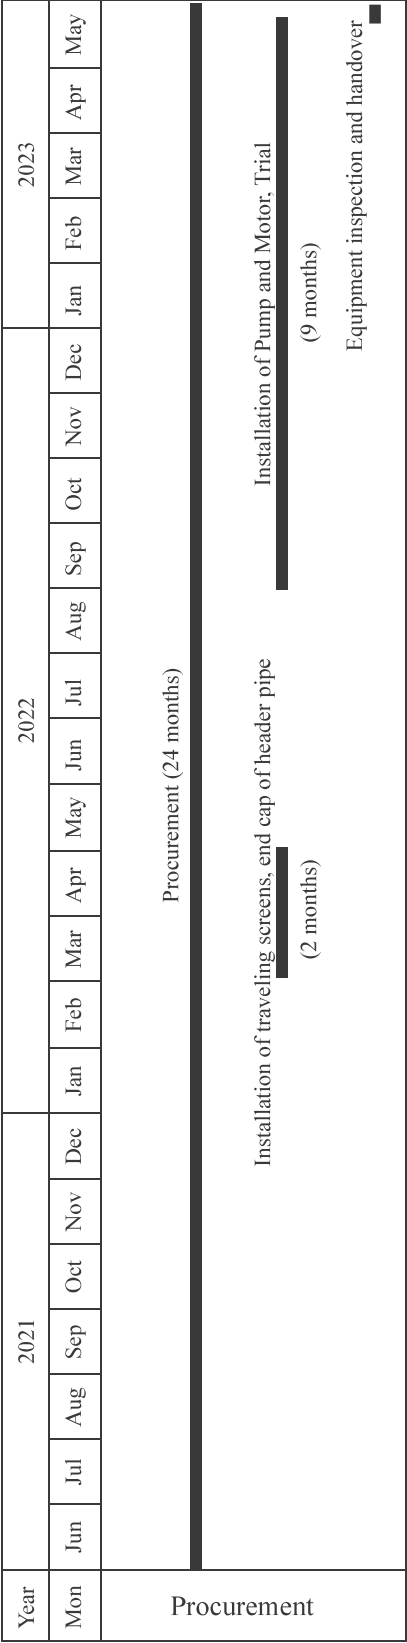 Year 2021 2022 2023
Mon Jun Jul Aug Sep Oct Nov Dec Jan Feb Mar Apr May Jun Jul Aug Sep Oct Nov Dec Jan Feb Mar Apr May
Procurement
Procurement (24 months)
Installation of traveling screens, end cap of header pipe
(2 months)
Installation of Pump and Motor, Trial
(9 months)
Equipment inspection and handover